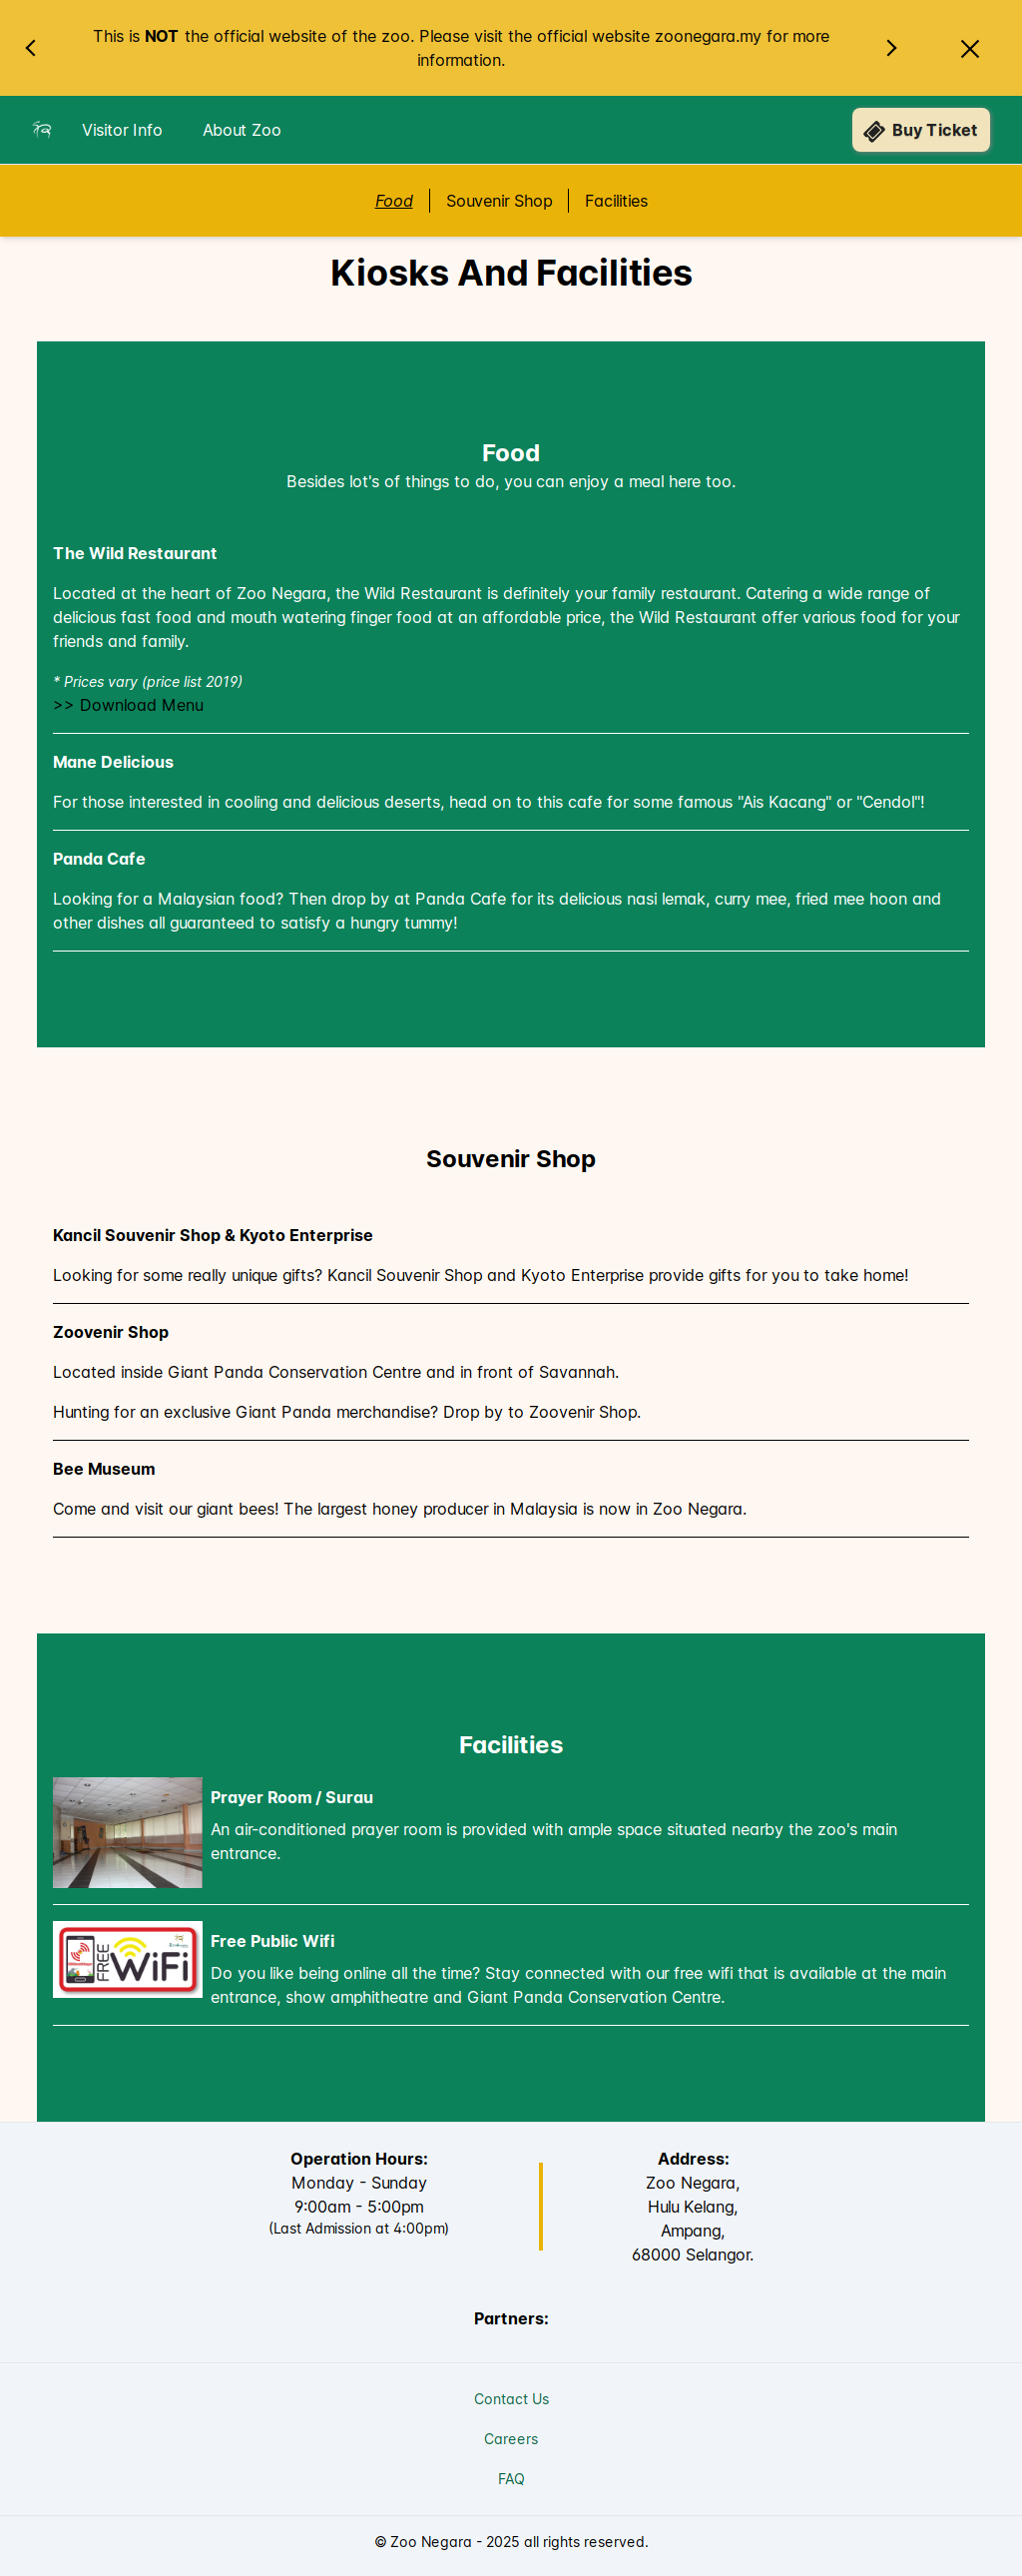 This is NOT the official website of the zoo. Please visit the official website zoonegara.my for more
information.
Visitor Info
About Zoo
Buy Ticket
Food
Souvenir Shop
Facilities
Kiosks And Facilities
Food
Besides lot's of things to do, you can enjoy a meal here too.
The Wild Restaurant
Located at the heart of Zoo Negara, the Wild Restaurant is definitely your family restaurant. Catering a wide range of
delicious fast food and mouth watering finger food at an affordable price, the Wild Restaurant offer various food for your
friends and family.
* Prices vary (price list 2019)
>> Download Menu
Mane Delicious
For those interested in cooling and delicious deserts, head on to this cafe for some famous "Ais Kacang" or "Cendol"!
Panda Cafe
Looking for a Malaysian food? Then drop by at Panda Cafe for its delicious nasi lemak, curry mee, fried mee hoon and
other dishes all guaranteed to satisfy a hungry tummy!
Souvenir Shop
Kancil Souvenir Shop & Kyoto Enterprise
Looking for some really unique gifts? Kancil Souvenir Shop and Kyoto Enterprise provide gifts for you to take home!
Zoovenir Shop
Located inside Giant Panda Conservation Centre and in front of Savannah.
Hunting for an exclusive Giant Panda merchandise? Drop by to Zoovenir Shop.
Bee Museum
Come and visit our giant bees! The largest honey producer in Malaysia is now in Zoo Negara.
Facilities
Prayer Room / Surau
An air-conditioned prayer room is provided with ample space situated nearby the zoo's main
entrance.
FREE
WiFi
Free Public Wifi
Do you like being online all the time? Stay connected with our free wifi that is available at the main
entrance, show amphitheatre and Giant Panda Conservation Centre.
Operation Hours:
Monday - Sunday
9:00am - 5:00pm
(Last Admission at 4:00pm)
Address:
Zoo Negara,
Hulu Kelang,
Ampang,
68000 Selangor.
Partners:
Contact Us
Careers
FAQ
© Zoo Negara - 2025 all rights reserved.